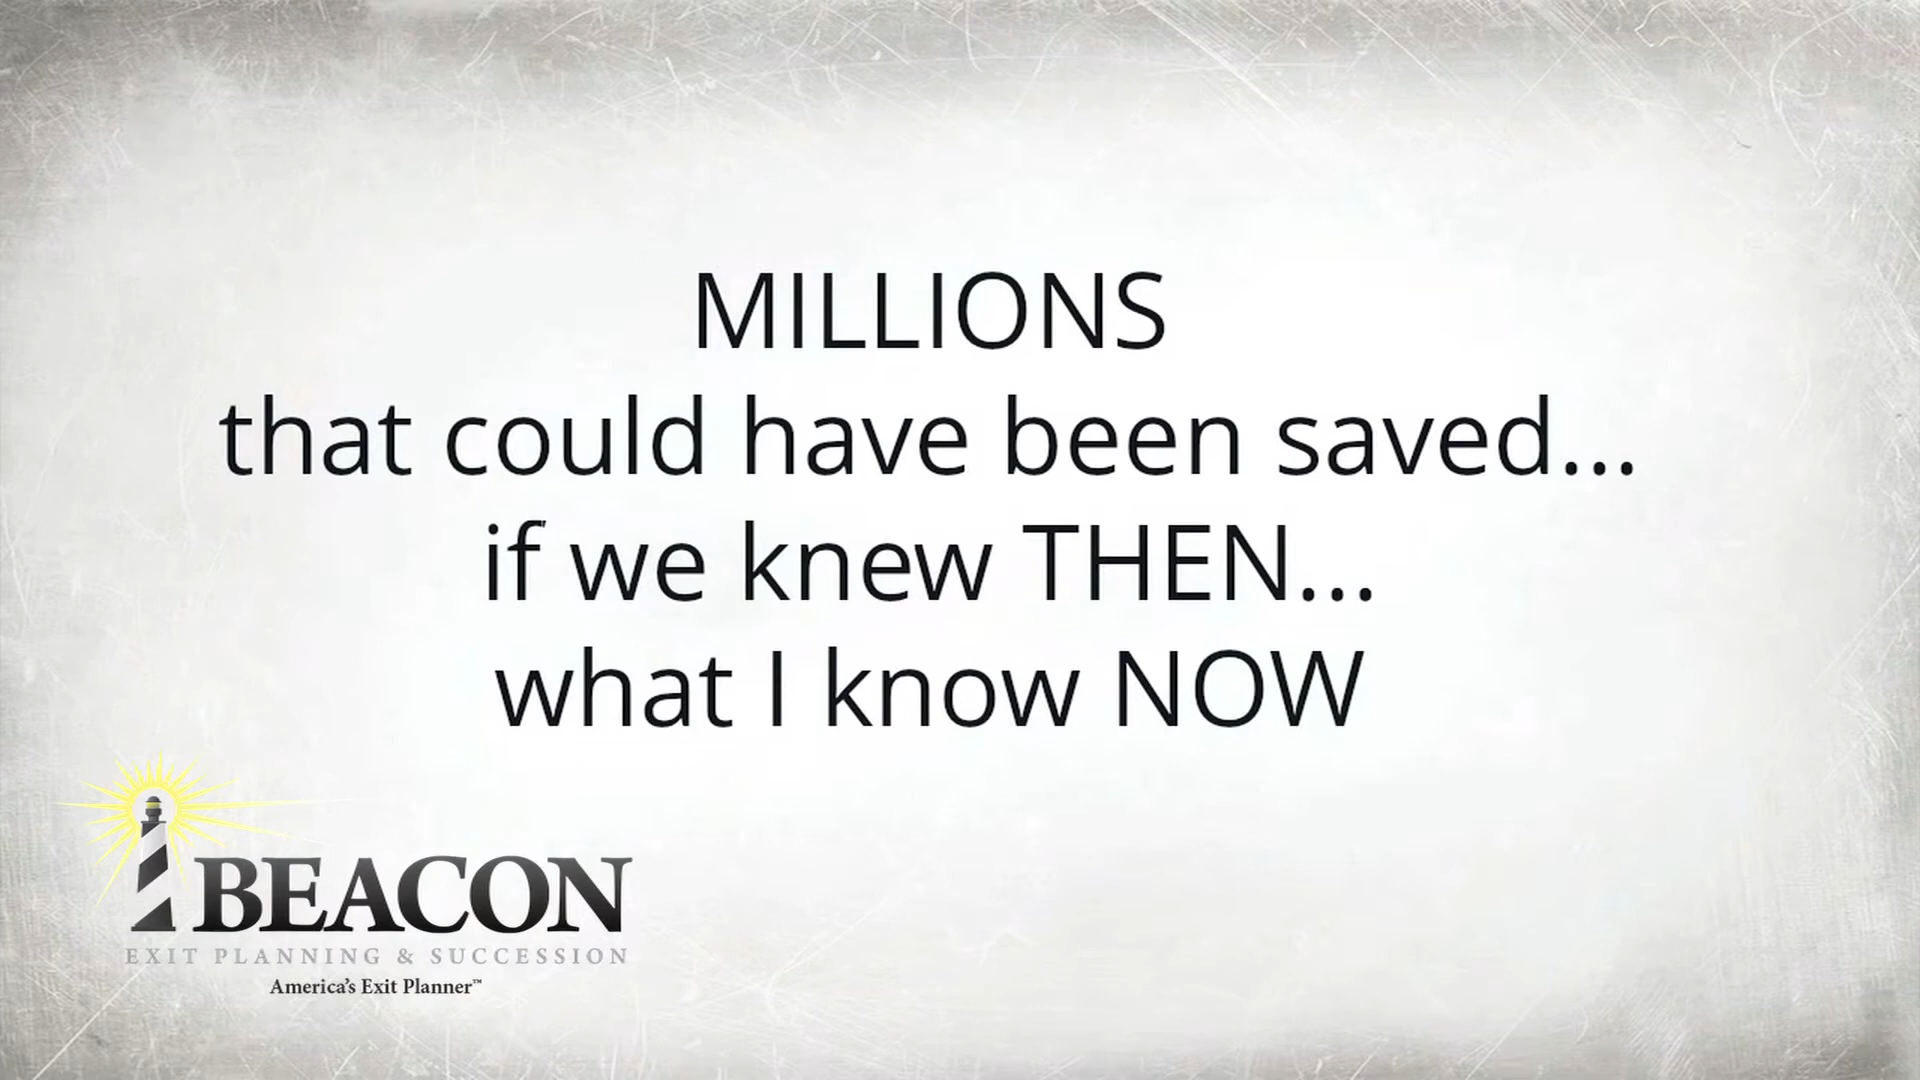 MILLIONS
that could have been saved...
if we knew THEN...
what I know NOW
BEACON
EXIT PLANNING & SUCCESSION
America's Exit Planner™